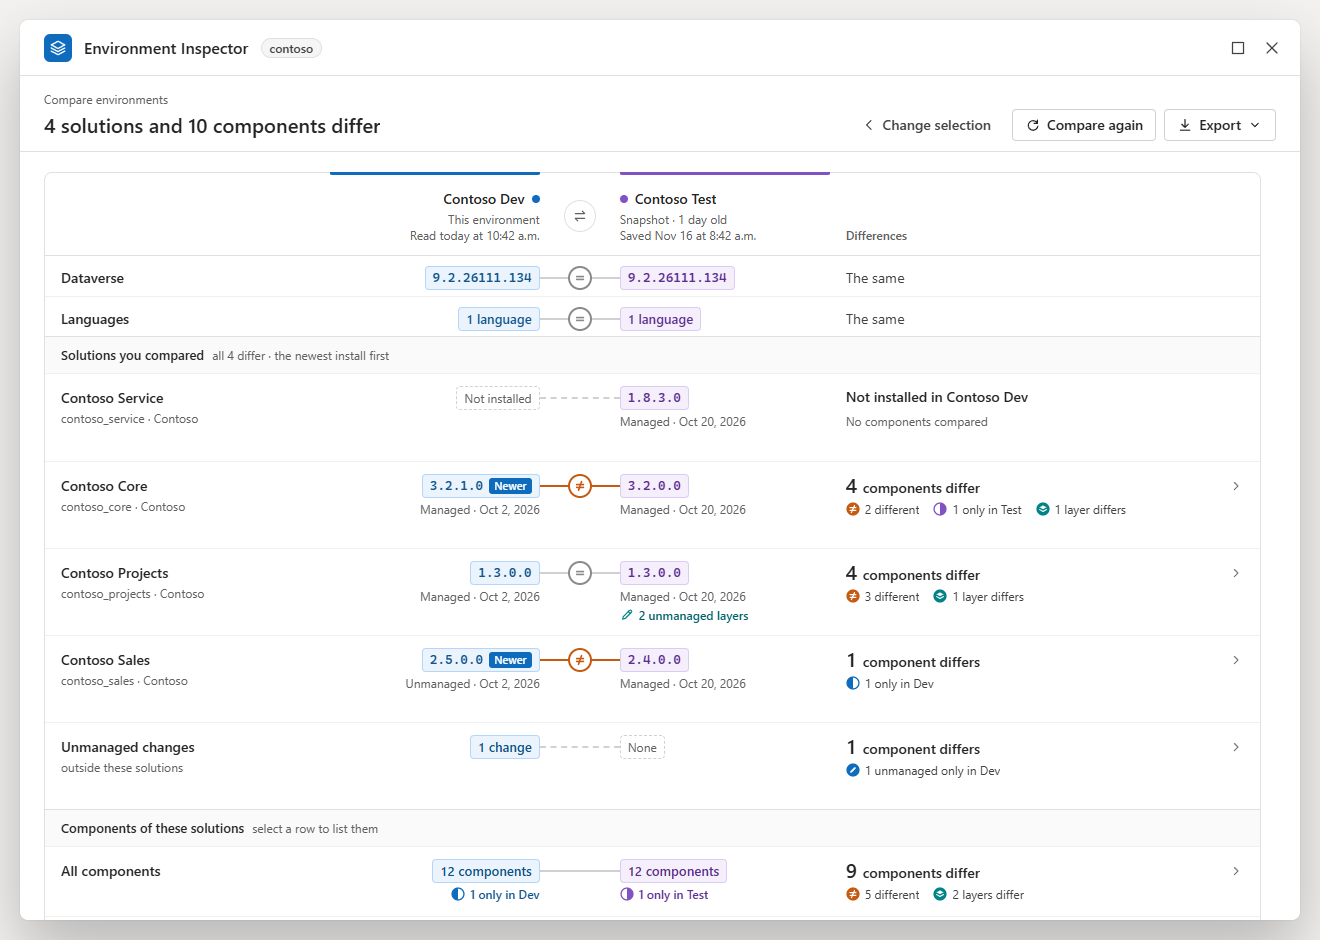 Environment Inspector contoso
Compare environments
4 solutions and 10 components differ
Change selection
Compare again
Export
Contoso Dev
This environment
Read today at 10:42 a.m.
Contoso Test
Snapshot · 1 day old
Saved Nov 16 at 8:42 a.m.
Differences
Dataverse 9.2.26111.134 = 9.2.26111.134 The same
Languages 1 language = 1 language The same
Solutions you compared all 4 differ · the newest install first
Contoso Service Not installed 1.8.3.0 Not installed in Contoso Dev
contoso_service · Contoso Managed · Oct 20, 2026 No components compared
Contoso Core 3.2.1.0 Newer ≠ 3.2.0.0 4 components differ
contoso_core · Contoso Managed · Oct 2, 2026 Managed · Oct 20, 2026 ≠ 2 different 1 only in Test 1 layer differs
Contoso Projects 1.3.0.0 = 1.3.0.0 4 components differ
contoso_projects · Contoso Managed · Oct 2, 2026 Managed · Oct 20, 2026 ≠ 3 different 1 layer differs
2 unmanaged layers
Contoso Sales 2.5.0.0 Newer ≠ 2.4.0.0 1 component differs
contoso_sales · Contoso Unmanaged · Oct 2, 2026 Managed · Oct 20, 2026 1 only in Dev
Unmanaged changes 1 change None 1 component differs
outside these solutions 1 unmanaged only in Dev
Components of these solutions select a row to list them
All components 12 components 12 components 9 components differ
1 only in Dev 1 only in Test ≠ 5 different 2 layers differ